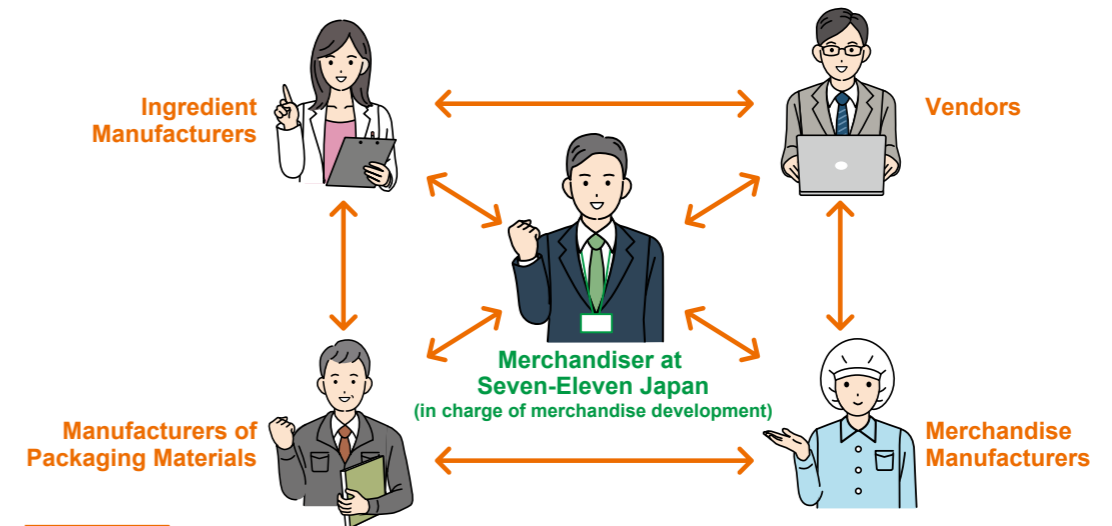 Ingredient
Manufacturers
Vendors
Merchandiser at
Seven-Eleven Japan
(in charge of merchandise development)
Manufacturers of
Packaging Materials
Merchandise
Manufacturers